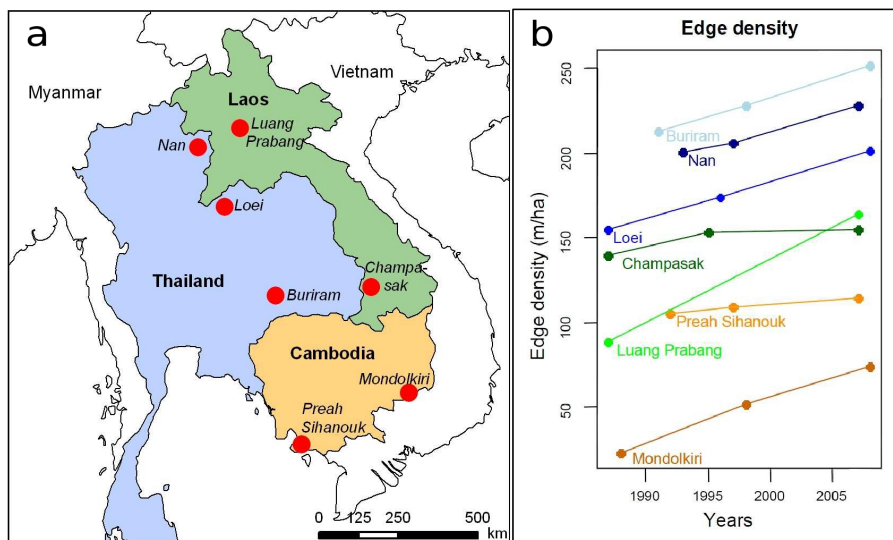 a
Myanmar
Vietnam
Laos
Luang
Prabang
Nan
Loei
Thailand
Champa-
sak
Buriram
Cambodia
Mondolkiri
Preah
Sihanouk
0 125 250 500
km
b
Edge density
Edge density (m/ha)
250
200
150
100
50
Buriram
Nan
Loei
Champasak
Preah Sihanouk
Luang Prabang
Mondolkiri
1990 1995 2000 2005
Years